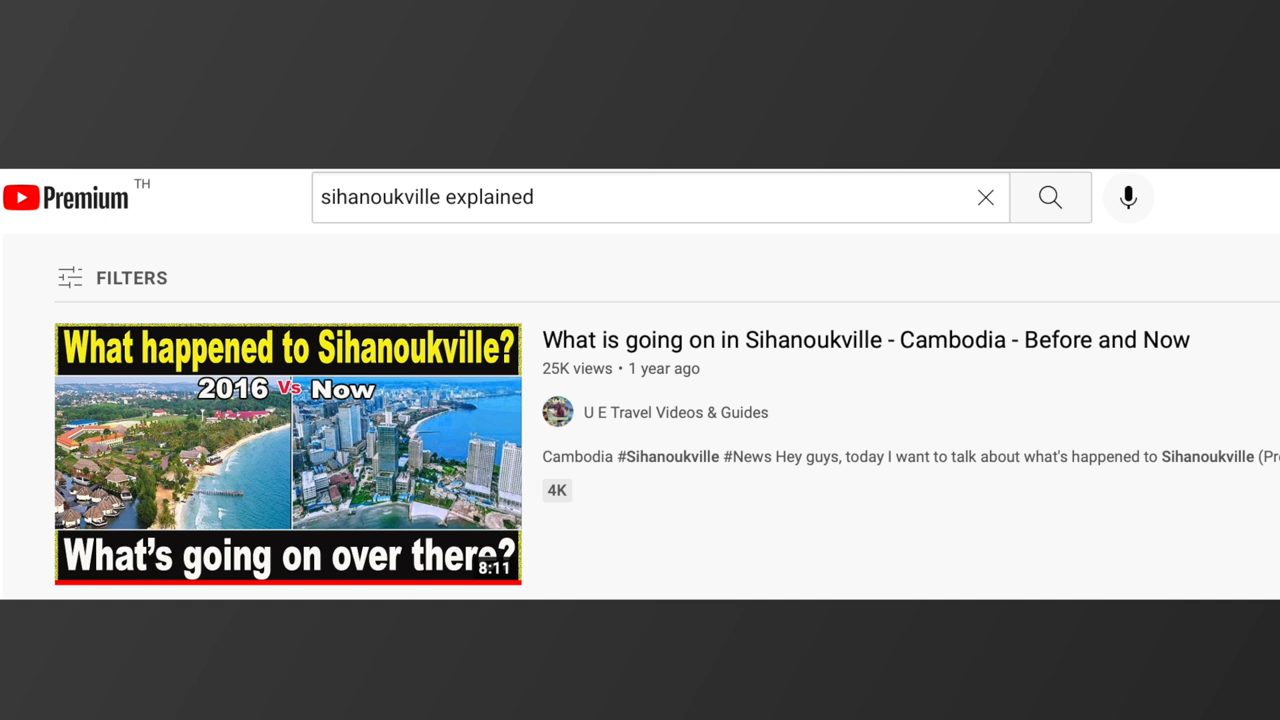 Premium TH
sihanoukville explained
FILTERS
What happened to Sihanoukville?
2016 Vs Now
What's going on over there?
8:11
What is going on in Sihanoukville - Cambodia - Before and Now
25K views • 1 year ago
U E Travel Videos & Guides
Cambodia #Sihanoukville #News Hey guys, today I want to talk about what's happened to Sihanoukville (Pr
4K